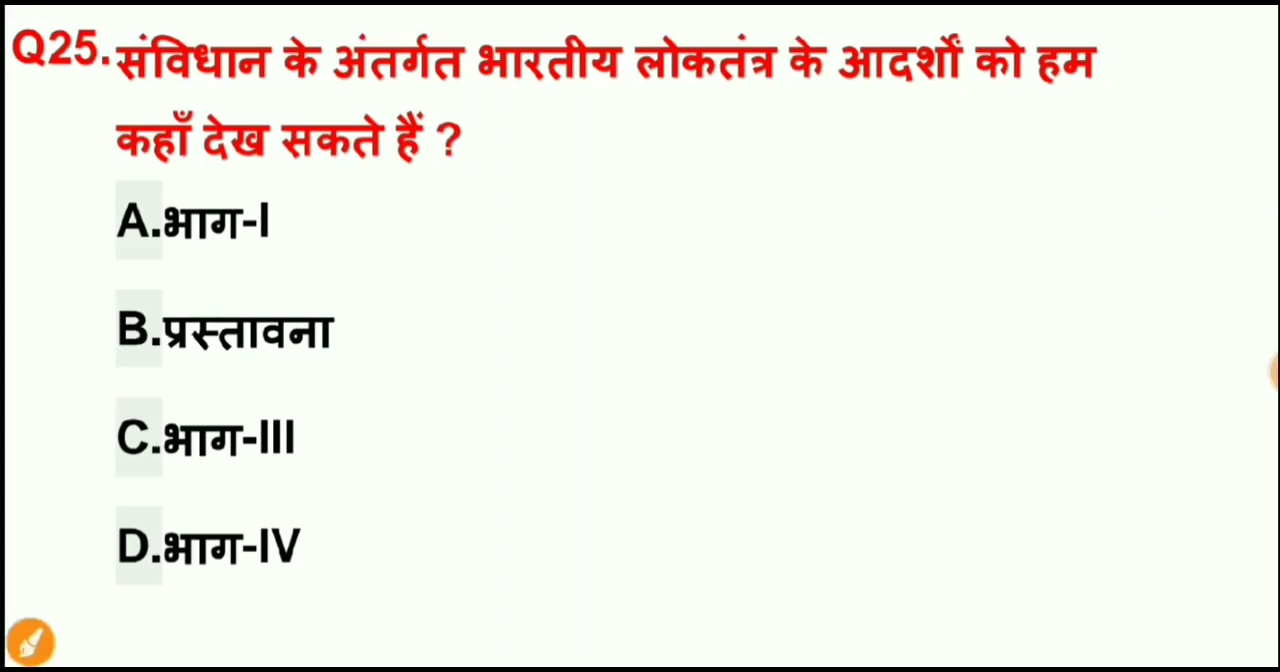 Q25. संविधान के अंतर्गत भारतीय लोकतंत्र के आदर्शों को हम
कहाँ देख सकते हैं ?
A.भाग-I
B.प्रस्तावना
C.भाग-III
D.भाग-IV